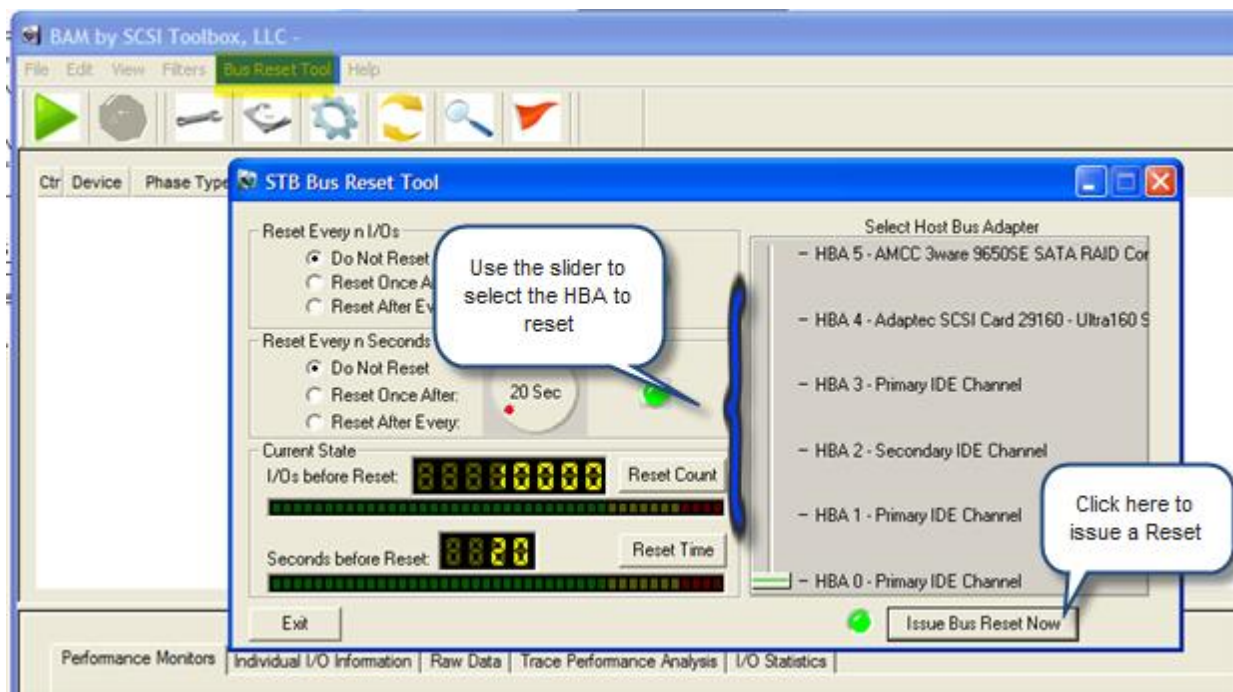 BAM by SCSI Toolbox, LLC -
File Edit View Filters Bus Reset Tool Help
Ctr Device Phase Type
STB Bus Reset Tool
Reset Every n I/Os
Do Not Reset
Reset Once
Reset After
Use the slider to
select the HBA to
reset
Reset Every n Seconds
Do Not Reset
Reset Once After:
Reset After Every:
20 Sec
Current State
I/Os before Reset:
10000
Reset Count
Seconds before Reset:
20
Reset Time
Select Host Bus Adapter
HBA 5 - AMCC 3ware 9650SE SATA RAID
HBA 4 - Adaptec SCSI Card 29160 - Ultra160
HBA 3 - Primary IDE Channel
HBA 2 - Secondary IDE Channel
HBA 1 - Primary IDE Channel
HBA 0 - Primary IDE Channel
Click here to
issue a Reset
Exit
Issue Bus Reset Now
Performance Monitors Individual I/O Information Raw Data Trace Performance Analysis I/O Statistics